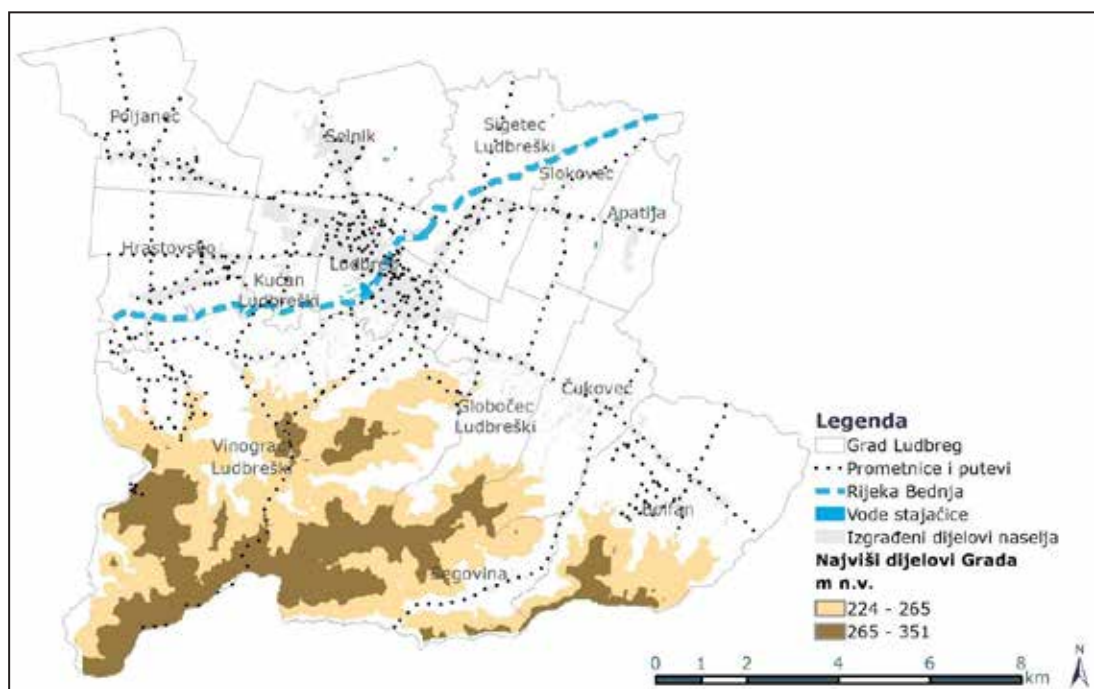 Poljanec
Selnik
Sigetec
Ludbreški
Slokovec
Apatija
Hrastovsko
Ludbreg
Kućan
Ludbreški
Čukovec
Globočec
Ludbreški
Vinogradi
Ludbreški
Bolfan
Segovina
Legenda
Grad Ludbreg
Prometnice i putevi
Rijeka Bednja
Vode stajačice
Izgrađeni dijelovi naselja
Najviši dijelovi Grada
m n.v.
224 - 265
265 - 351
N
0 1 2 4 6 8
km